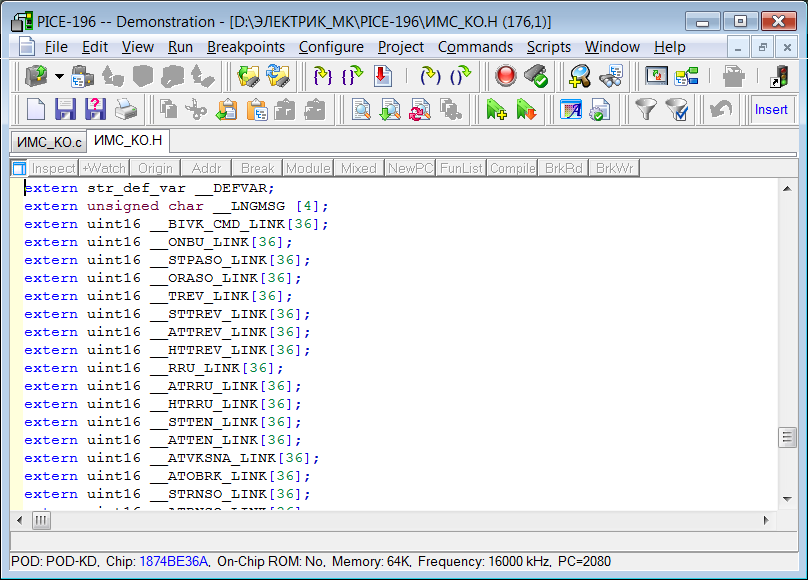 PICE-196 -- Demonstration - [D:\ЭЛЕКТРИК_МК\PICE-196\ИМС_КО.Н (176,1)]
File Edit View Run Breakpoints Configure Project Commands Scripts Window Help
Insert
ИМС_КО.с ИМС_КО.Н
Inspect +Watch Origin Addr Break Module Mixed NewPC FunList Compile BrkRd BrkWr
extern str_def_var __DEFVAR;
extern unsigned char __LNGMSG [4];
extern uint16 __BIVK_CMD_LINK[36];
extern uint16 __ONBU_LINK[36];
extern uint16 __STPASO_LINK[36];
extern uint16 __ORASO_LINK[36];
extern uint16 __TREV_LINK[36];
extern uint16 __STTREV_LINK[36];
extern uint16 __ATTREV_LINK[36];
extern uint16 __HTTREV_LINK[36];
extern uint16 __RRU_LINK[36];
extern uint16 __ATRRU_LINK[36];
extern uint16 __HTRRU_LINK[36];
extern uint16 __STTEN_LINK[36];
extern uint16 __ATTEN_LINK[36];
extern uint16 __ATVKSNA_LINK[36];
extern uint16 __ATOBRK_LINK[36];
extern uint16 __STRNSO_LINK[36];
POD: POD-KD, Chip: 1874BE36A, On-Chip ROM: No, Memory: 64K, Frequency: 16000 kHz, PC=2080